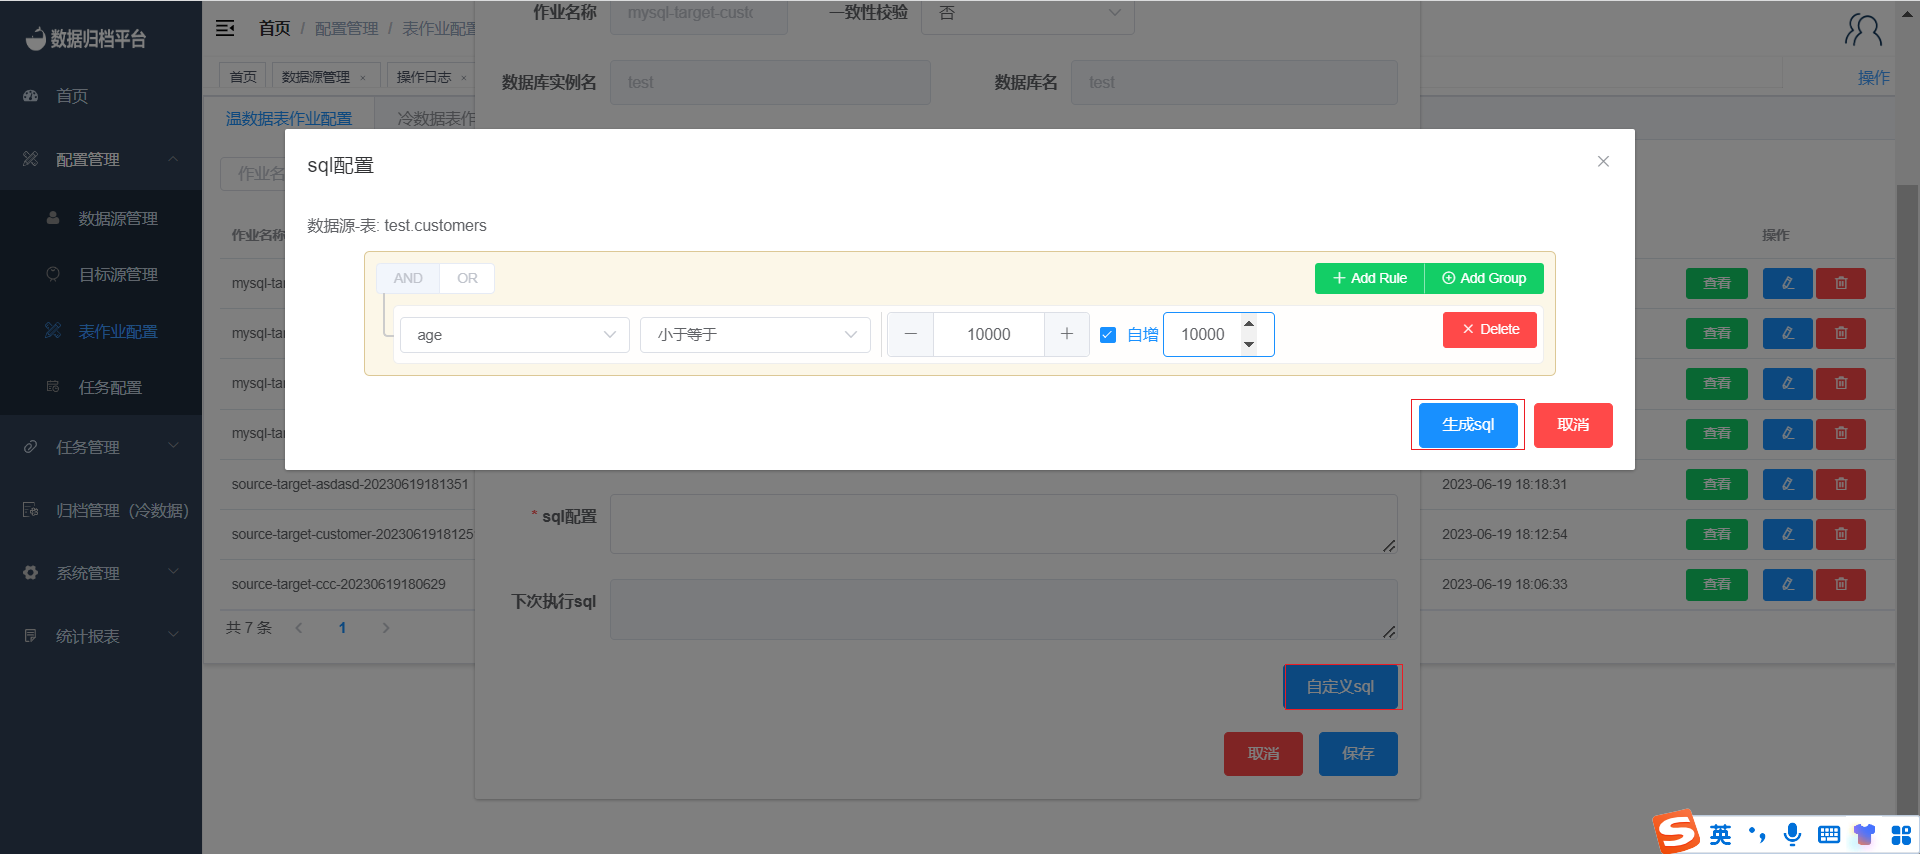 数据归档平台
首页
配置管理
数据源管理
目标源管理
表作业配置
任务配置
任务管理
归档管理（冷数据）
系统管理
统计报表
首页 / 配置管理 / 表作业配置
首页 数据源管理 × 操作日志 ×
操作
温数据表作业配置 冷数据表作
作业名
作业名称
操作
mysql-tar 查看
mysql-tar 查看
mysql-tar 查看
mysql-tar 查看
source-target-asdasd-20230619181351 2023-06-19 18:18:31 查看
source-target-customer-2023061918125 2023-06-19 18:12:54 查看
source-target-ccc-20230619180629 2023-06-19 18:06:33 查看
共 7 条 < 1 >
作业名称 mysql-target-custc 一致性校验 否
数据库实例名 test 数据库名 test
sql配置
数据源-表: test.customers
AND OR + Add Rule Add Group
age 小于等于 − 10000 + 自增 10000 × Delete
生成sql 取消
* sql配置
下次执行sql
自定义sql
取消 保存
S 英